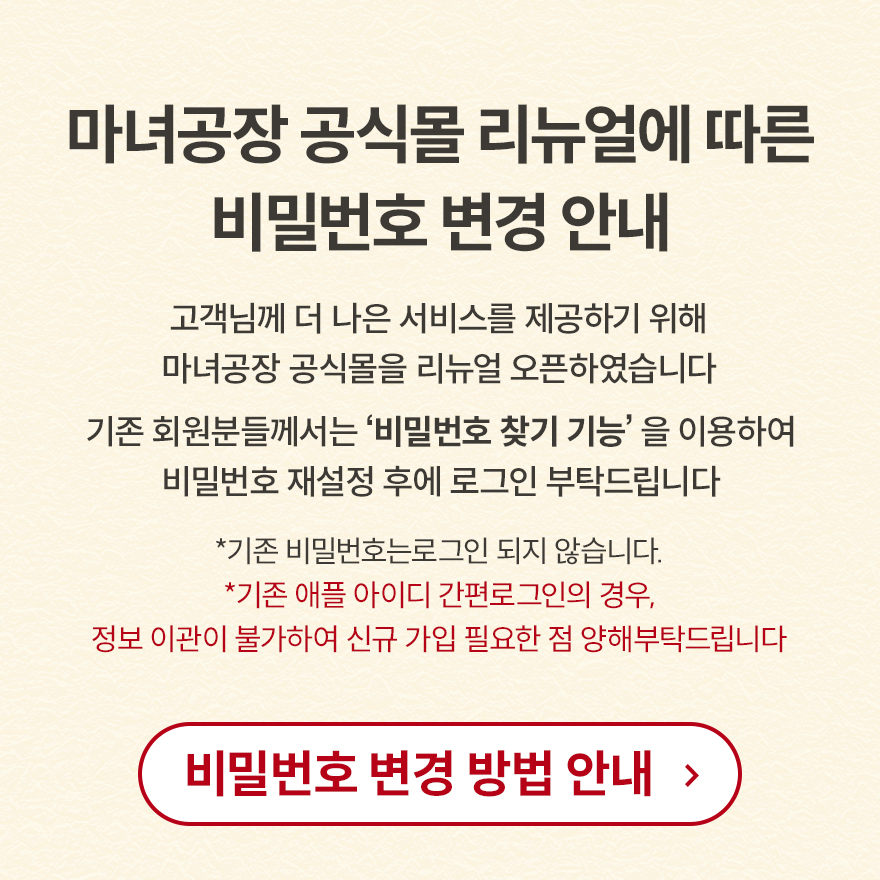 마녀공장 공식몰 리뉴얼에 따른
비밀번호 변경 안내
고객님께 더 나은 서비스를 제공하기 위해
마녀공장 공식몰을 리뉴얼 오픈하였습니다
기존 회원분들께서는 ‘비밀번호 찾기 기능’ 을 이용하여
비밀번호 재설정 후에 로그인 부탁드립니다
*기존 비밀번호는로그인 되지 않습니다.
*기존 애플 아이디 간편로그인의 경우,
정보 이관이 불가하여 신규 가입 필요한 점 양해부탁드립니다
비밀번호 변경 방법 안내 >